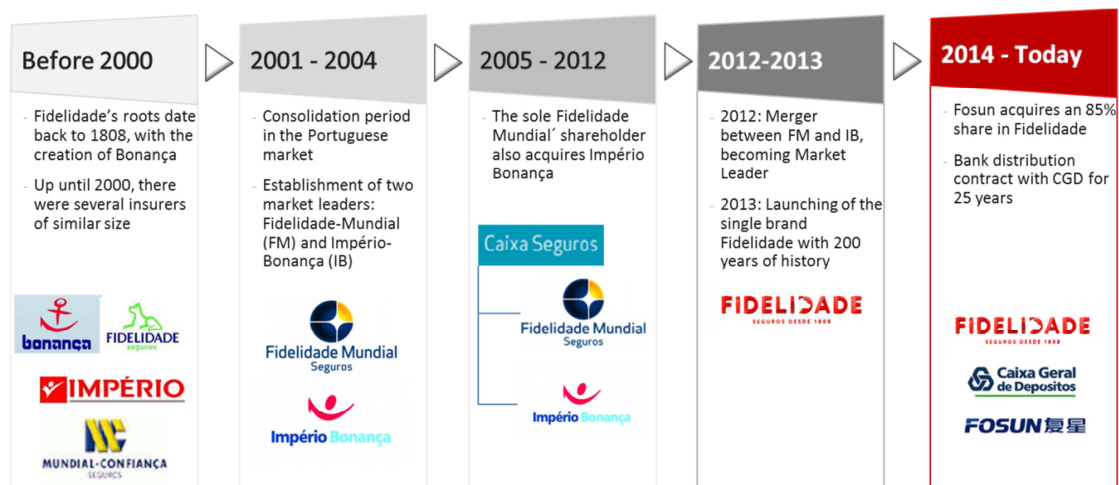 Before 2000
- Fidelidade's roots date
back to 1808, with the
creation of Bonança
- Up until 2000, there
were several insurers
of similar size
bonança
FIDELIDADE
seguros
IMPÉRIO
MUNDIAL-CONFIANÇA
SEGUROS
2001 - 2004
- Consolidation period
in the Portuguese
market
- Establishment of two
market leaders:
Fidelidade-Mundial
(FM) and Império-
Bonança (IB)
Fidelidade Mundial
Seguros
Império Bonança
2005 - 2012
- The sole Fidelidade
Mundial´ shareholder
also acquires Império
Bonança
Caixa Seguros
Fidelidade Mundial
Seguros
Império Bonança
2012-2013
- 2012: Merger
between FM and IB,
becoming Market
Leader
- 2013: Launching of the
single brand
Fidelidade with 200
years of history
FIDELIDADE
SEGUROS DESDE 1808
2014 - Today
- Fosun acquires an 85%
share in Fidelidade
- Bank distribution
contract with CGD for
25 years
FIDELIDADE
SEGUROS DESDE 1808
Caixa Geral
de Depositos
FOSUN复星